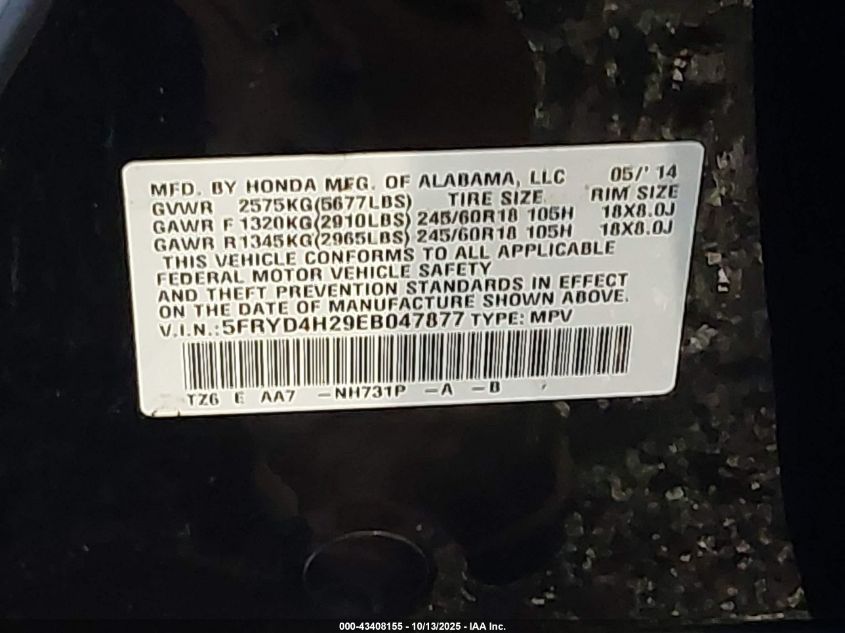 MFD. BY HONDA MFG. OF ALABAMA, LLC 05/' 14
GVWR 2575KG(5677LBS) TIRE SIZE RIM SIZE
GAWR F 1320KG(2910LBS) 245/60R18 105H 18X8.0J
GAWR R 1345KG(2965LBS) 245/60R18 105H 18X8.0J
THIS VEHICLE CONFORMS TO ALL APPLICABLE
FEDERAL MOTOR VEHICLE SAFETY
AND THEFT PREVENTION STANDARDS IN EFFECT
ON THE DATE OF MANUFACTURE SHOWN ABOVE.
V.I.N.: 5FRYD4H29EB047877 TYPE: MPV
TZ6 E AA7 -NH731P -A -B
000-43408155 - 10/13/2025 - IAA Inc.